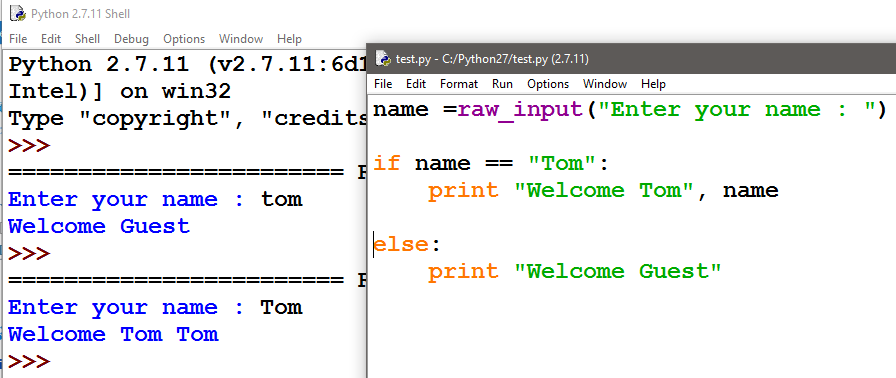 Python 2.7.11 Shell
File Edit Shell Debug Options Window Help
Python 2.7.11 (v2.7.11:6d1
Intel)] on win32
Type "copyright", "credits
>>>
========================
Enter your name : tom
Welcome Guest
>>>
========================
Enter your name : Tom
Welcome Tom Tom
>>>
test.py - C:/Python27/test.py (2.7.11)
File Edit Format Run Options Window Help
name =raw_input("Enter your name : ")
if name == "Tom":
    print "Welcome Tom", name
else:
    print "Welcome Guest"